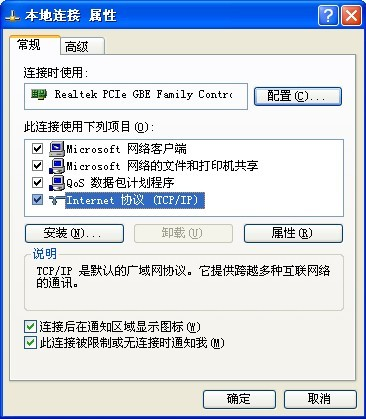 本地连接 属性
常规 高级
连接时使用:
Realtek PCIe GBE Family Contro
配置(C)...
此连接使用下列项目(O):
Microsoft 网络客户端
Microsoft 网络的文件和打印机共享
QoS 数据包计划程序
Internet 协议 (TCP/IP)
安装(N)... 卸载(U) 属性(R)
说明
TCP/IP 是默认的广域网协议。它提供跨越多种互联网络
的通讯。
连接后在通知区域显示图标(W)
此连接被限制或无连接时通知我(M)
确定 取消